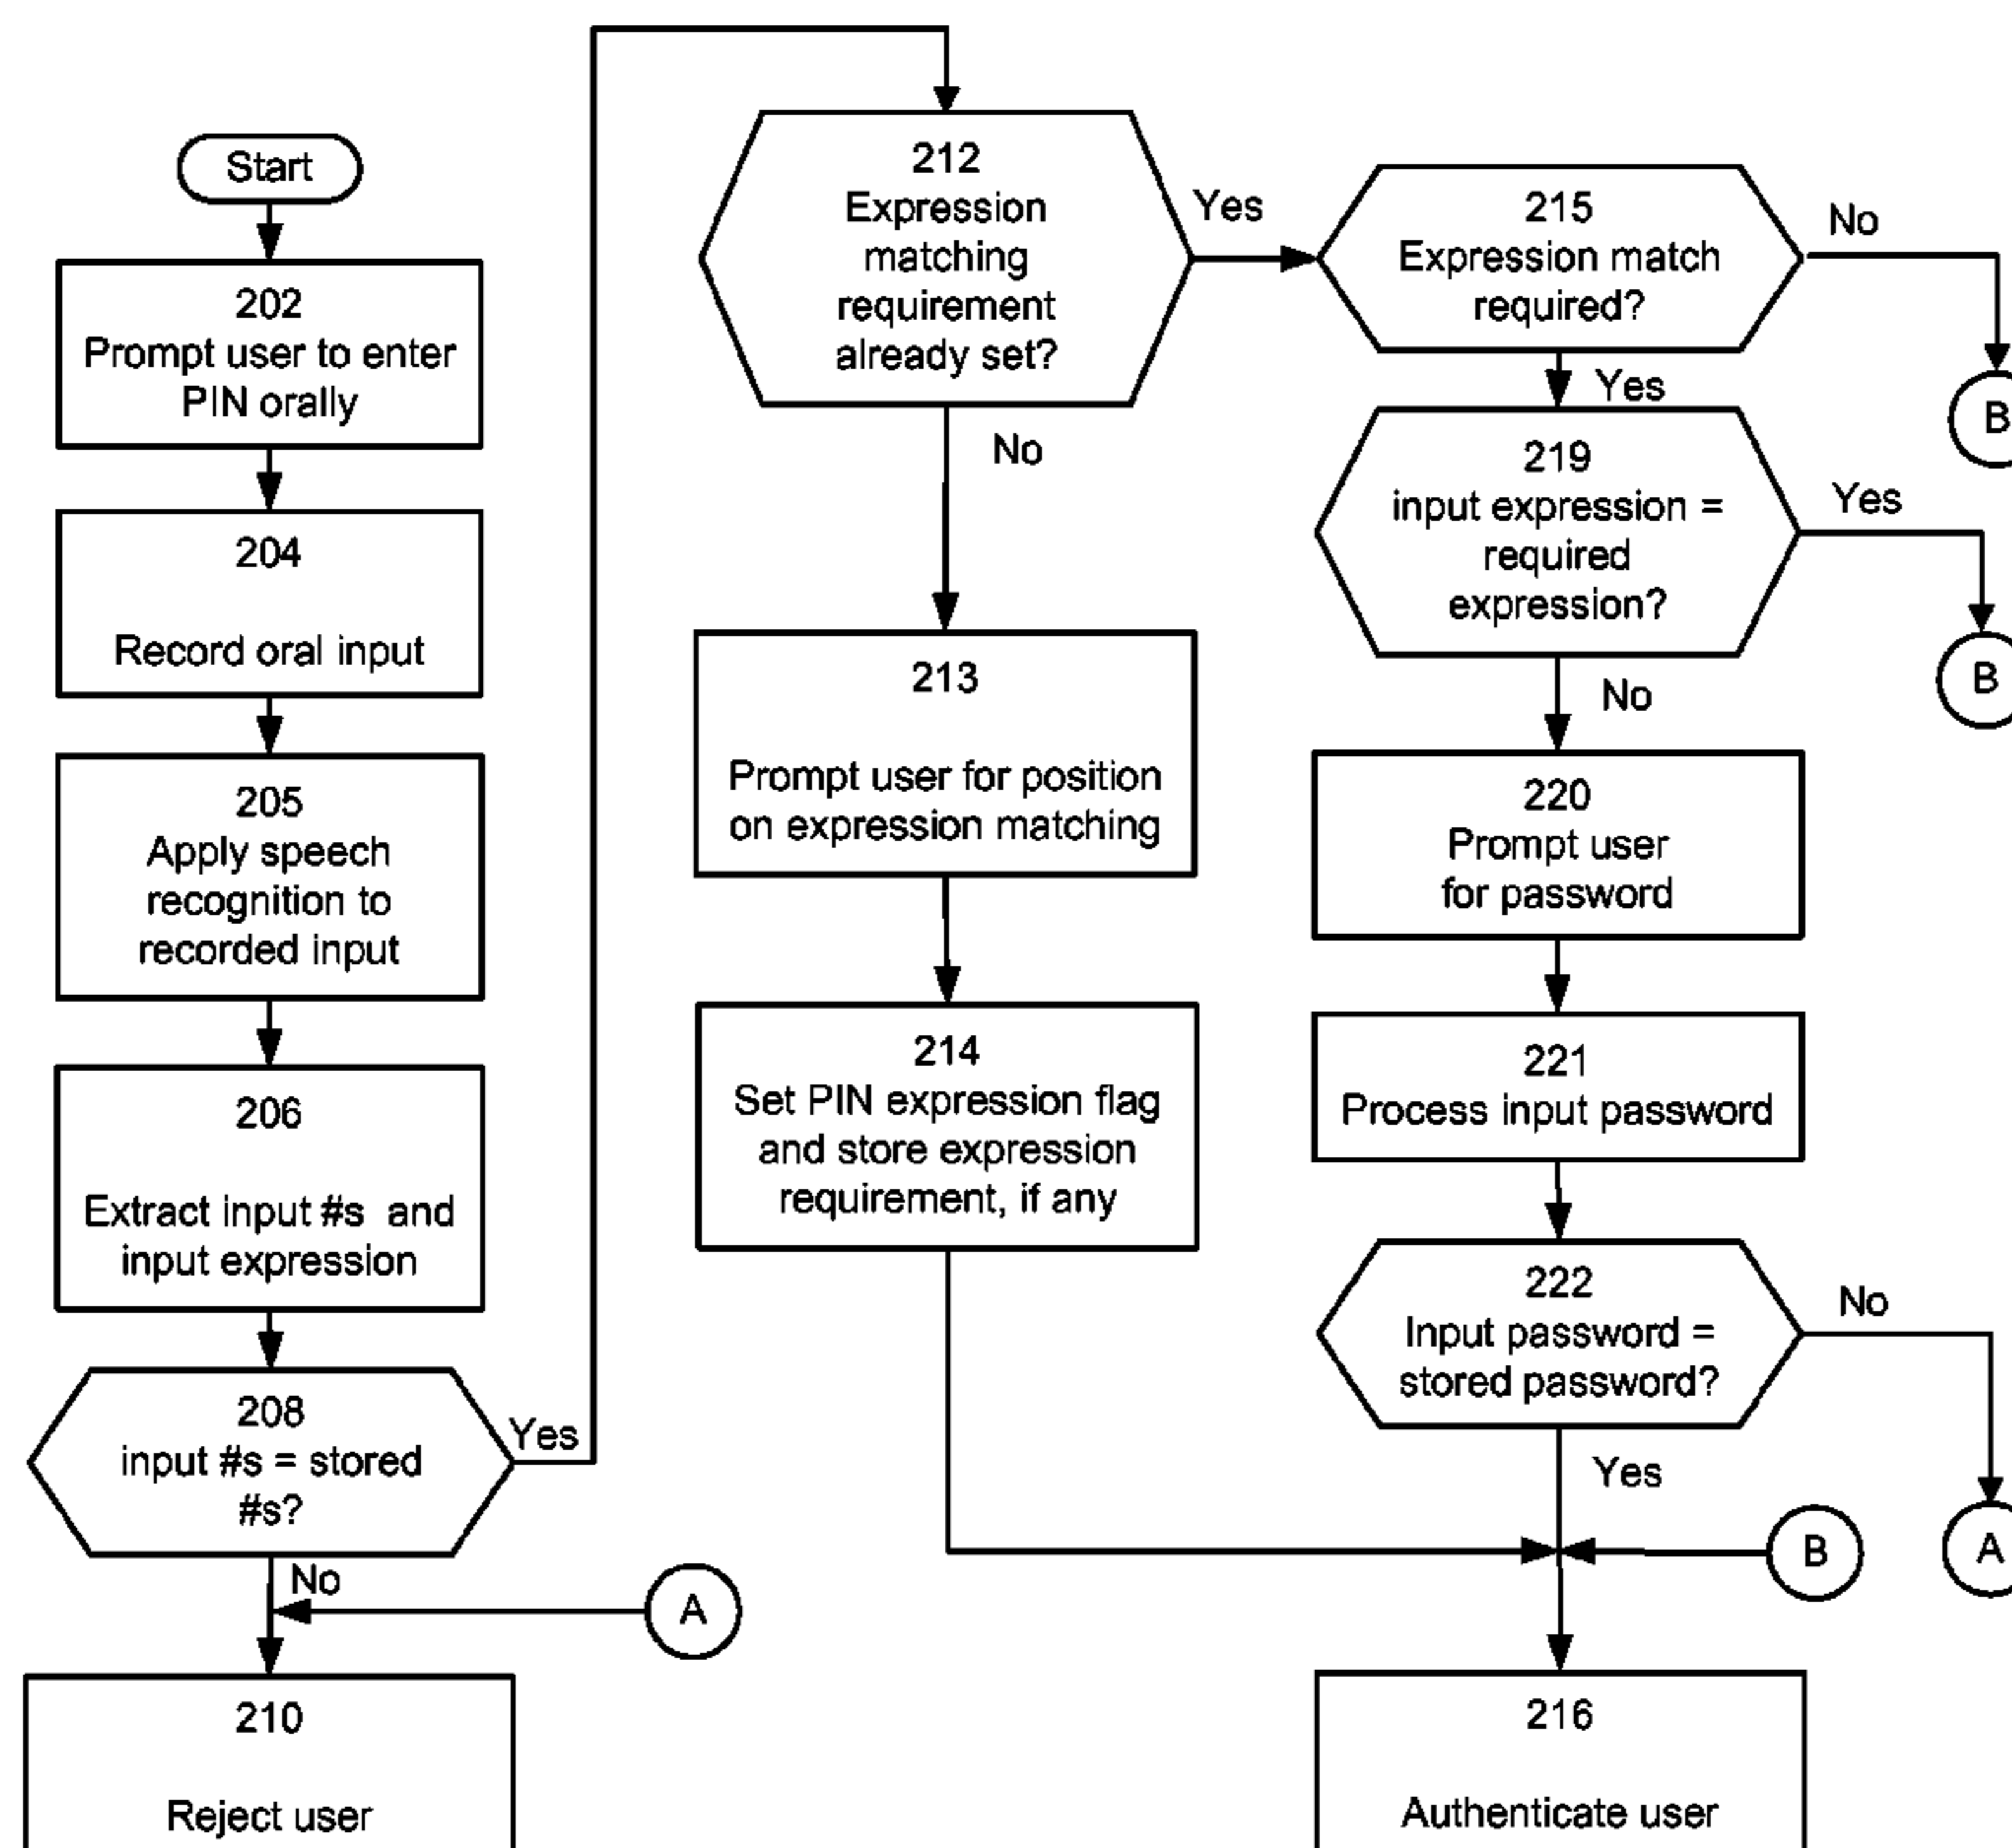 Start
202
Prompt user to enter
PIN orally
204
Record oral input
205
Apply speech
recognition to
recorded input
206
Extract input #s and
input expression
208
input #s = stored
#s?
Yes
No
A
210
Reject user
212
Expression
matching
requirement
already set?
Yes
No
213
Prompt user for position
on expression matching
214
Set PIN expression flag
and store expression
requirement, if any
215
Expression match
required?
No
B
Yes
219
input expression =
required
expression?
Yes
B
No
220
Prompt user
for password
221
Process input password
222
Input password =
stored password?
No
A
Yes
B
216
Authenticate user